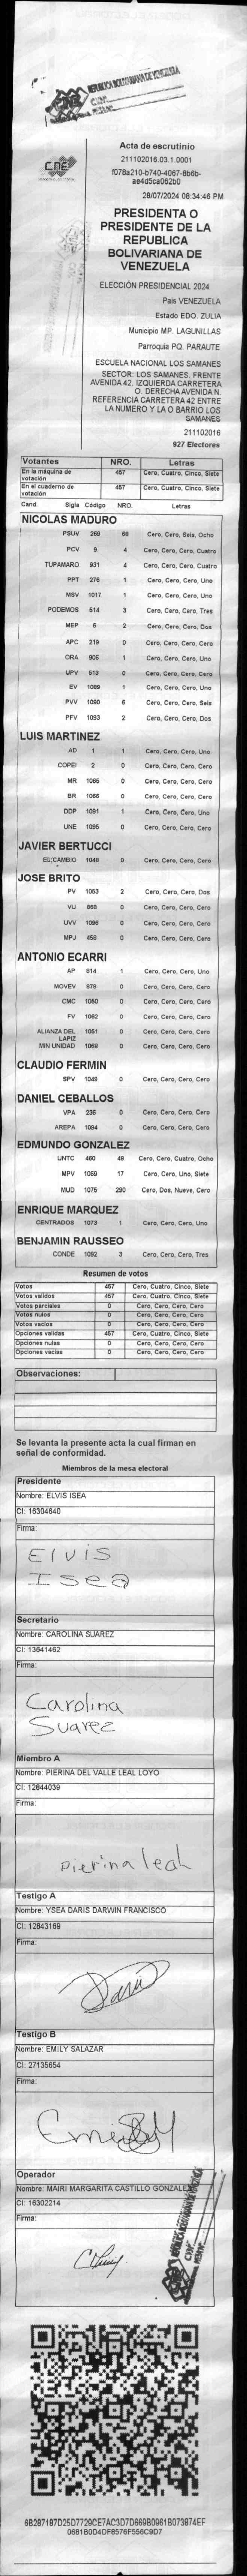 CNE
Acta de escrutinio
211102016.03.1.0001
f078a210-b740-4067-8b6b-
ae4d5ca062b0
28/07/2024 08:34:46 PM
PRESIDENTA O
PRESIDENTE DE LA
REPUBLICA
BOLIVARIANA DE
VENEZUELA
ELECCIÓN PRESIDENCIAL 2024
Pais VENEZUELA
Estado EDO. ZULIA
Municipio MP. LAGUNILLAS
Parroquia PQ. PARAUTE
ESCUELA NACIONAL LOS SAMANES
SECTOR LOS SAMANES. FRENTE
AVENIDA 42. IZQUIERDA CARRETERA
O. DERECHA AVENIDA N.
REFERENCIA CARRETERA 42 ENTRE
LA NUMERO Y LA O BARRIO LOS
SAMANES
211102016
927 Electores
Votantes NRO. Letras
En la máquina de votación 457 Cero, Cuatro, Cinco, Siete
En el cuaderno de votación 457 Cero, Cuatro, Cinco, Siete
Cand. Sigla Código NRO. Letras
NICOLAS MADURO
PSUV 269 68 Cero, Cero, Seis, Ocho
PCV 9 4 Cero, Cero, Cero, Cuatro
TUPAMARO 931 4 Cero, Cero, Cero, Cuatro
PPT 276 1 Cero, Cero, Cero, Uno
MSV 1017 1 Cero, Cero, Cero, Uno
PODEMOS 514 3 Cero, Cero, Cero, Tres
MEP 6 2 Cero, Cero, Cero, Dos
APC 219 0 Cero, Cero, Cero, Cero
ORA 906 1 Cero, Cero, Cero, Uno
UPV 513 0 Cero, Cero, Cero, Cero
EV 1089 1 Cero, Cero, Cero, Uno
PVV 1090 6 Cero, Cero, Cero, Seis
PFV 1093 2 Cero, Cero, Cero, Dos
LUIS MARTINEZ
AD 1 1 Cero, Cero, Cero, Uno
COPEI 2 0 Cero, Cero, Cero, Cero
MR 1065 0 Cero, Cero, Cero, Cero
BR 1066 0 Cero, Cero, Cero, Cero
DDP 1091 1 Cero, Cero, Cero, Uno
UNE 1095 0 Cero, Cero, Cero, Cero
JAVIER BERTUCCI
EL CAMBIO 1048 0 Cero, Cero, Cero, Cero
JOSE BRITO
PV 1053 2 Cero, Cero, Cero, Dos
VU 0 Cero, Cero, Cero, Cero
UVV 1086 0 Cero, Cero, Cero, Cero
MPJ 458 0 Cero, Cero, Cero, Cero
ANTONIO ECARRI
AP 814 1 Cero, Cero, Cero, Uno
MOVEV 879 0 Cero, Cero, Cero, Cero
CMC 1050 0 Cero, Cero, Cero, Cero
FV 1062 0 Cero, Cero, Cero, Cero
ALIANZA DEL LAPIZ 1051 0 Cero, Cero, Cero, Cero
MIN UNIDAD 1068 0 Cero, Cero, Cero, Cero
CLAUDIO FERMIN
SPV 1049 0 Cero, Cero, Cero, Cero
DANIEL CEBALLOS
VPA 236 0 Cero, Cero, Cero, Cero
AREPA 1094 0 Cero, Cero, Cero, Cero
EDMUNDO GONZALEZ
UNTC 460 48 Cero, Cero, Cuatro, Ocho
MPV 1059 17 Cero, Cero, Uno, Siete
MUD 1075 290 Cero, Dos, Nueve, Cero
ENRIQUE MARQUEZ
CENTRADOS 1073 1 Cero, Cero, Cero, Uno
BENJAMIN RAUSSEO
CONDE 1092 3 Cero, Cero, Cero, Tres
Resumen de votos
Votos 457 Cero, Cuatro, Cinco, Siete
Votos validos 457 Cero, Cuatro, Cinco, Siete
Votos parciales 0 Cero, Cero, Cero, Cero
Votos nulos 0 Cero, Cero, Cero, Cero
Votos vacios 0 Cero, Cero, Cero, Cero
Opciones validas 457 Cero, Cuatro, Cinco, Siete
Opciones nulas 0 Cero, Cero, Cero, Cero
Opciones vacias 0 Cero, Cero, Cero, Cero
Observaciones:
Se levanta la presente acta la cual firman en
señal de conformidad.
Miembros de la mesa electoral
Presidente
Nombre: ELVIS ISEA
CI: 16304640
Firma:
Elvis
Isea
Secretario
Nombre: CAROLINA SUAREZ
CI: 13641462
Firma:
Carolina
Suarez
Miembro A
Nombre: PIERINA DEL VALLE LEAL LOYO
CI: 12844039
Firma:
Pierina leal
Testigo A
Nombre: YSEA DARIS DARWIN FRANCISCO
CI: 12843169
Firma:
Testigo B
Nombre: EMILY SALAZAR
CI: 27135654
Firma:
Operador
Nombre: MAIRI MARGARITA CASTILLO GONZALEZ
CI: 16302214
Firma:
6B287187D25D7729CE7AC3D7D669B0961B073874EF
0681B0D4DF8576F556C9D7